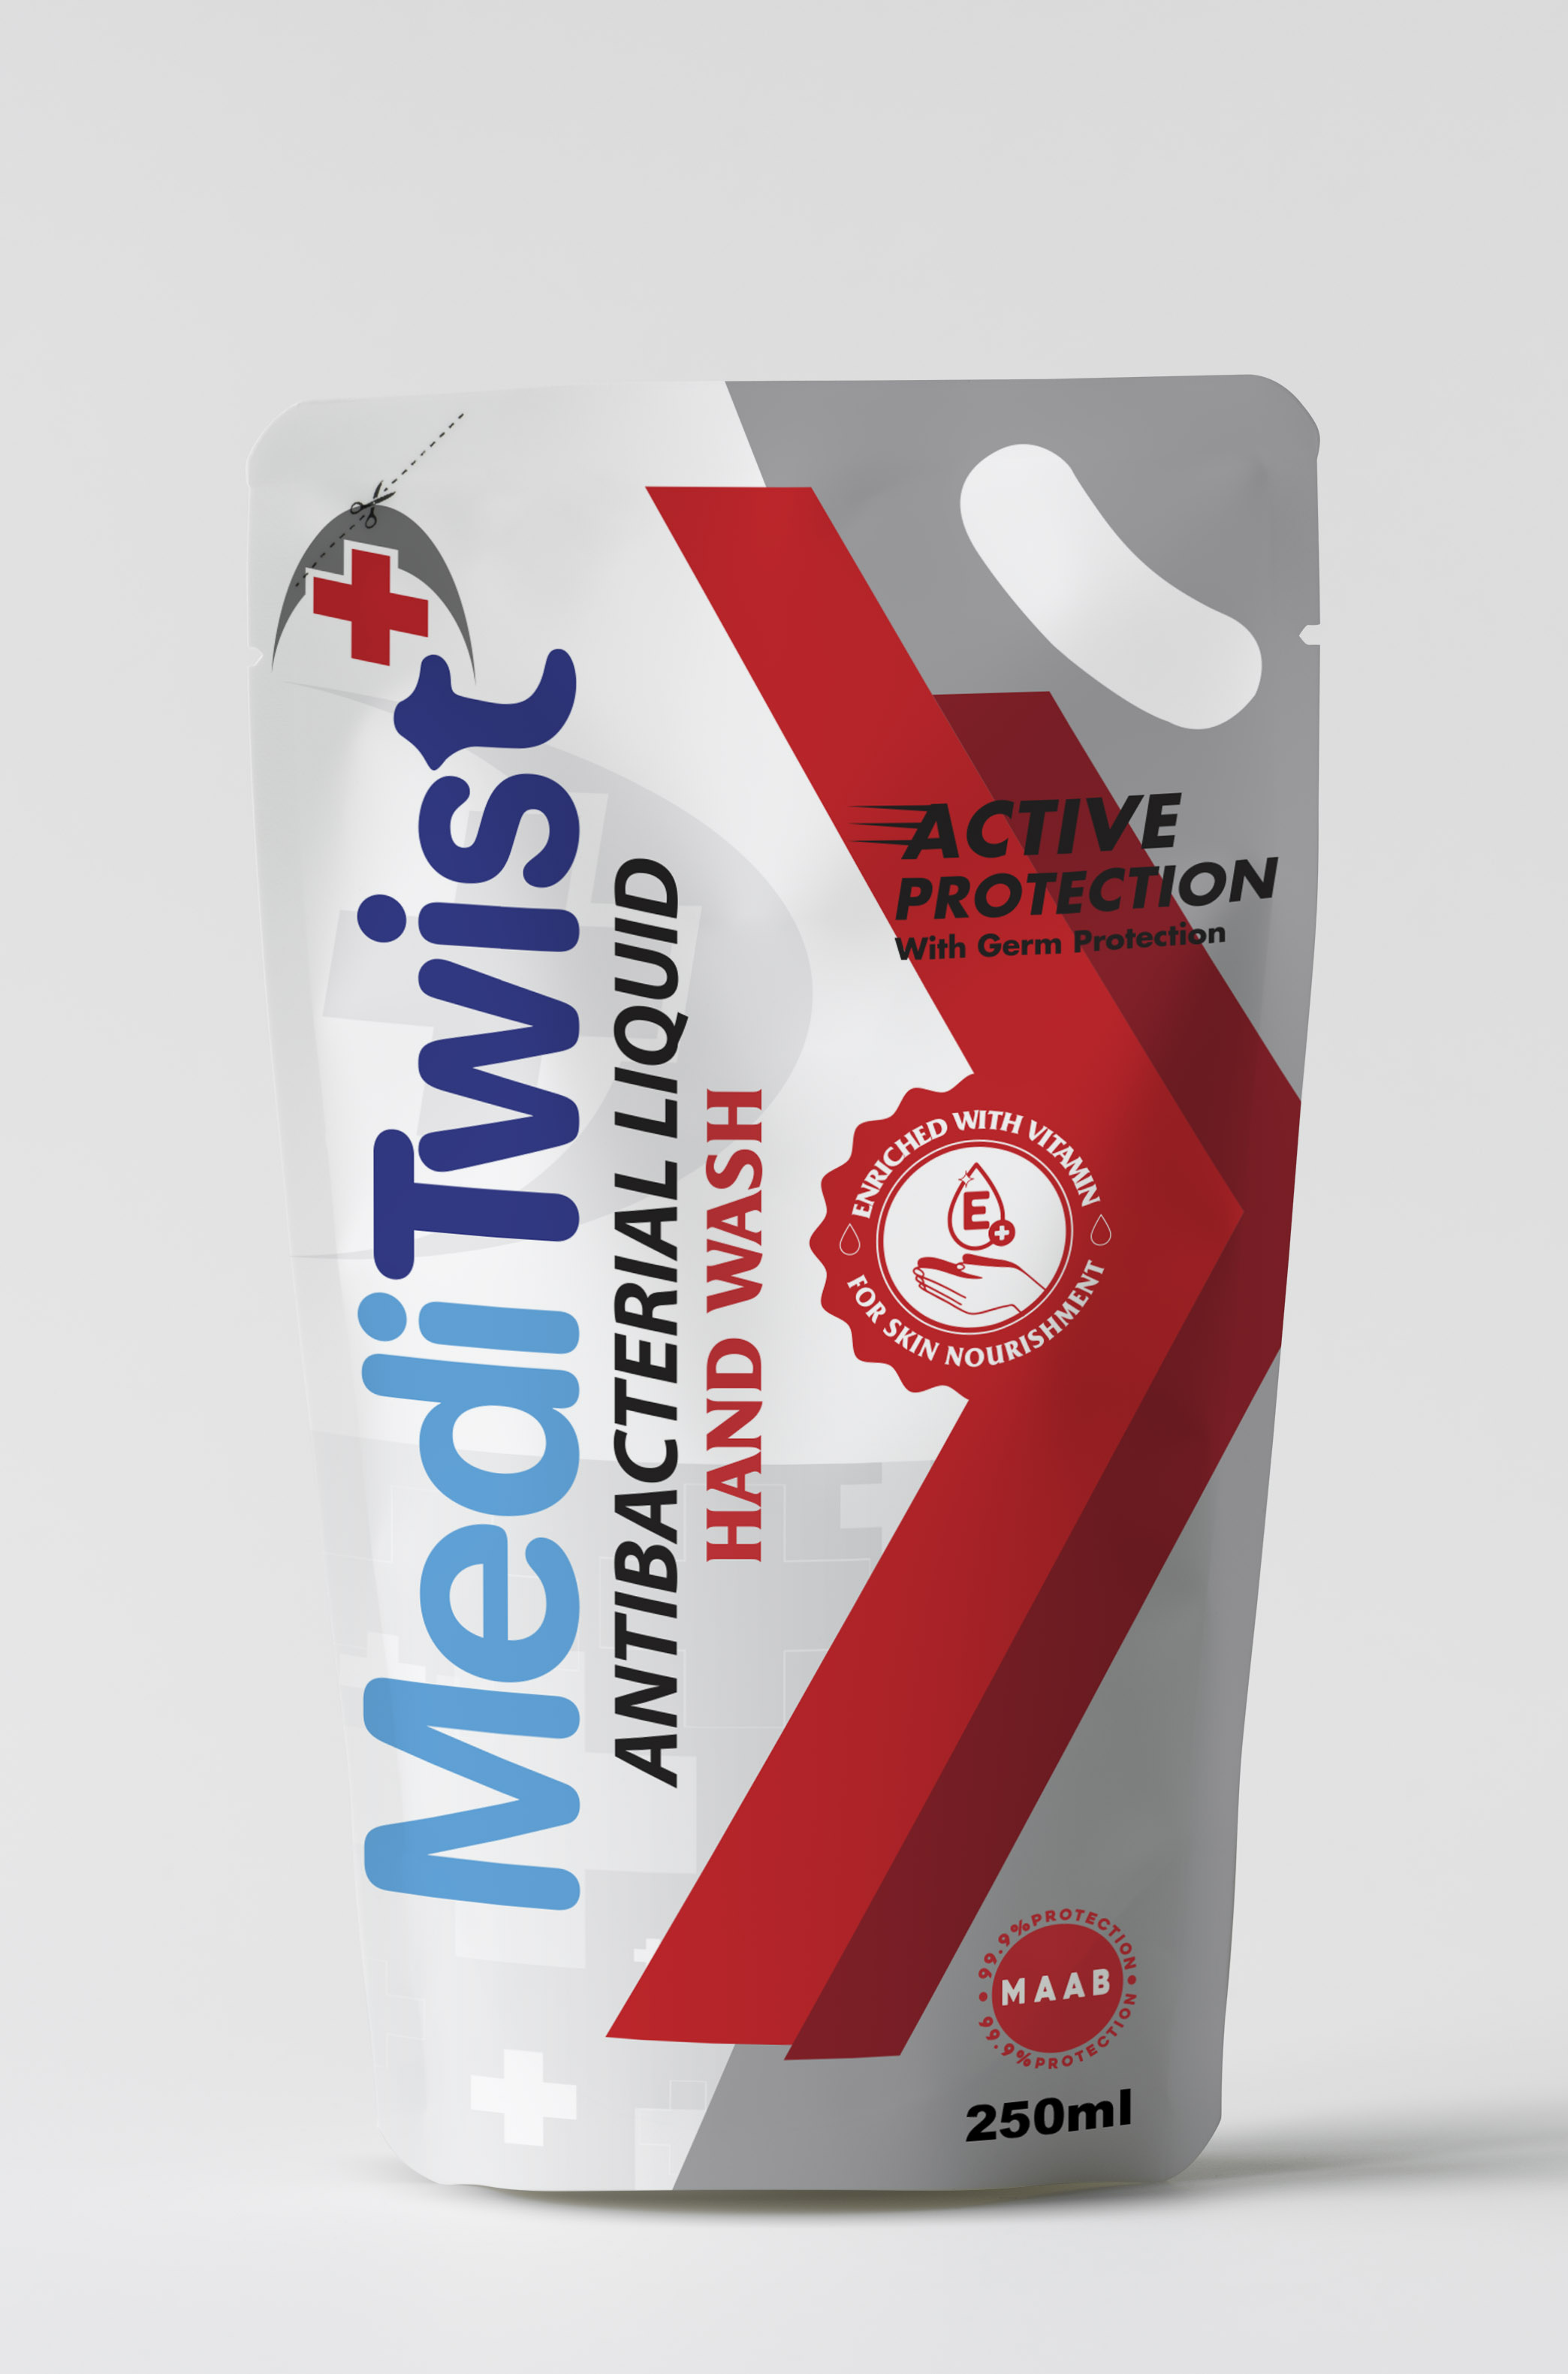 MediTwist
ANTIBACTERIAL LIQUID
HAND WASH
ACTIVE
PROTECTION
With Germ Protection
ENRICHED WITH VITAMIN
E
FOR SKIN NOURISHMENT
99.9% PROTECTION
MAAB
99.9% PROTECTION
250ml